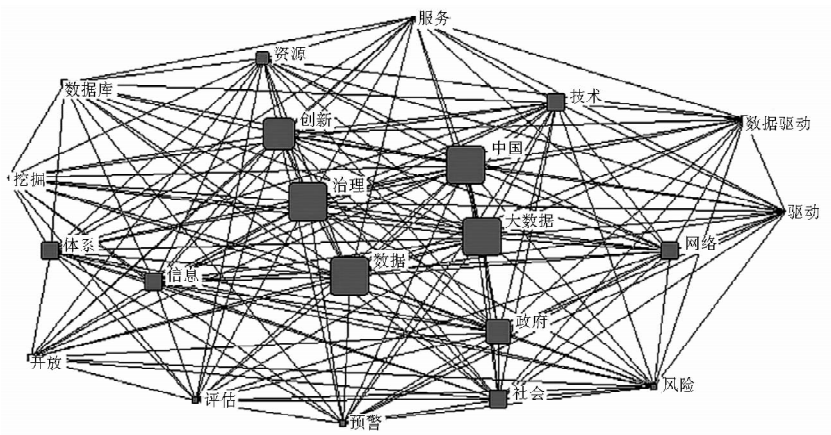 服务
资源
数据库
技术
创新
数据驱动
中国
挖掘
治理
驱动
大数据
体系
网络
数据
信息
政府
开放
风险
社会
评估
预警